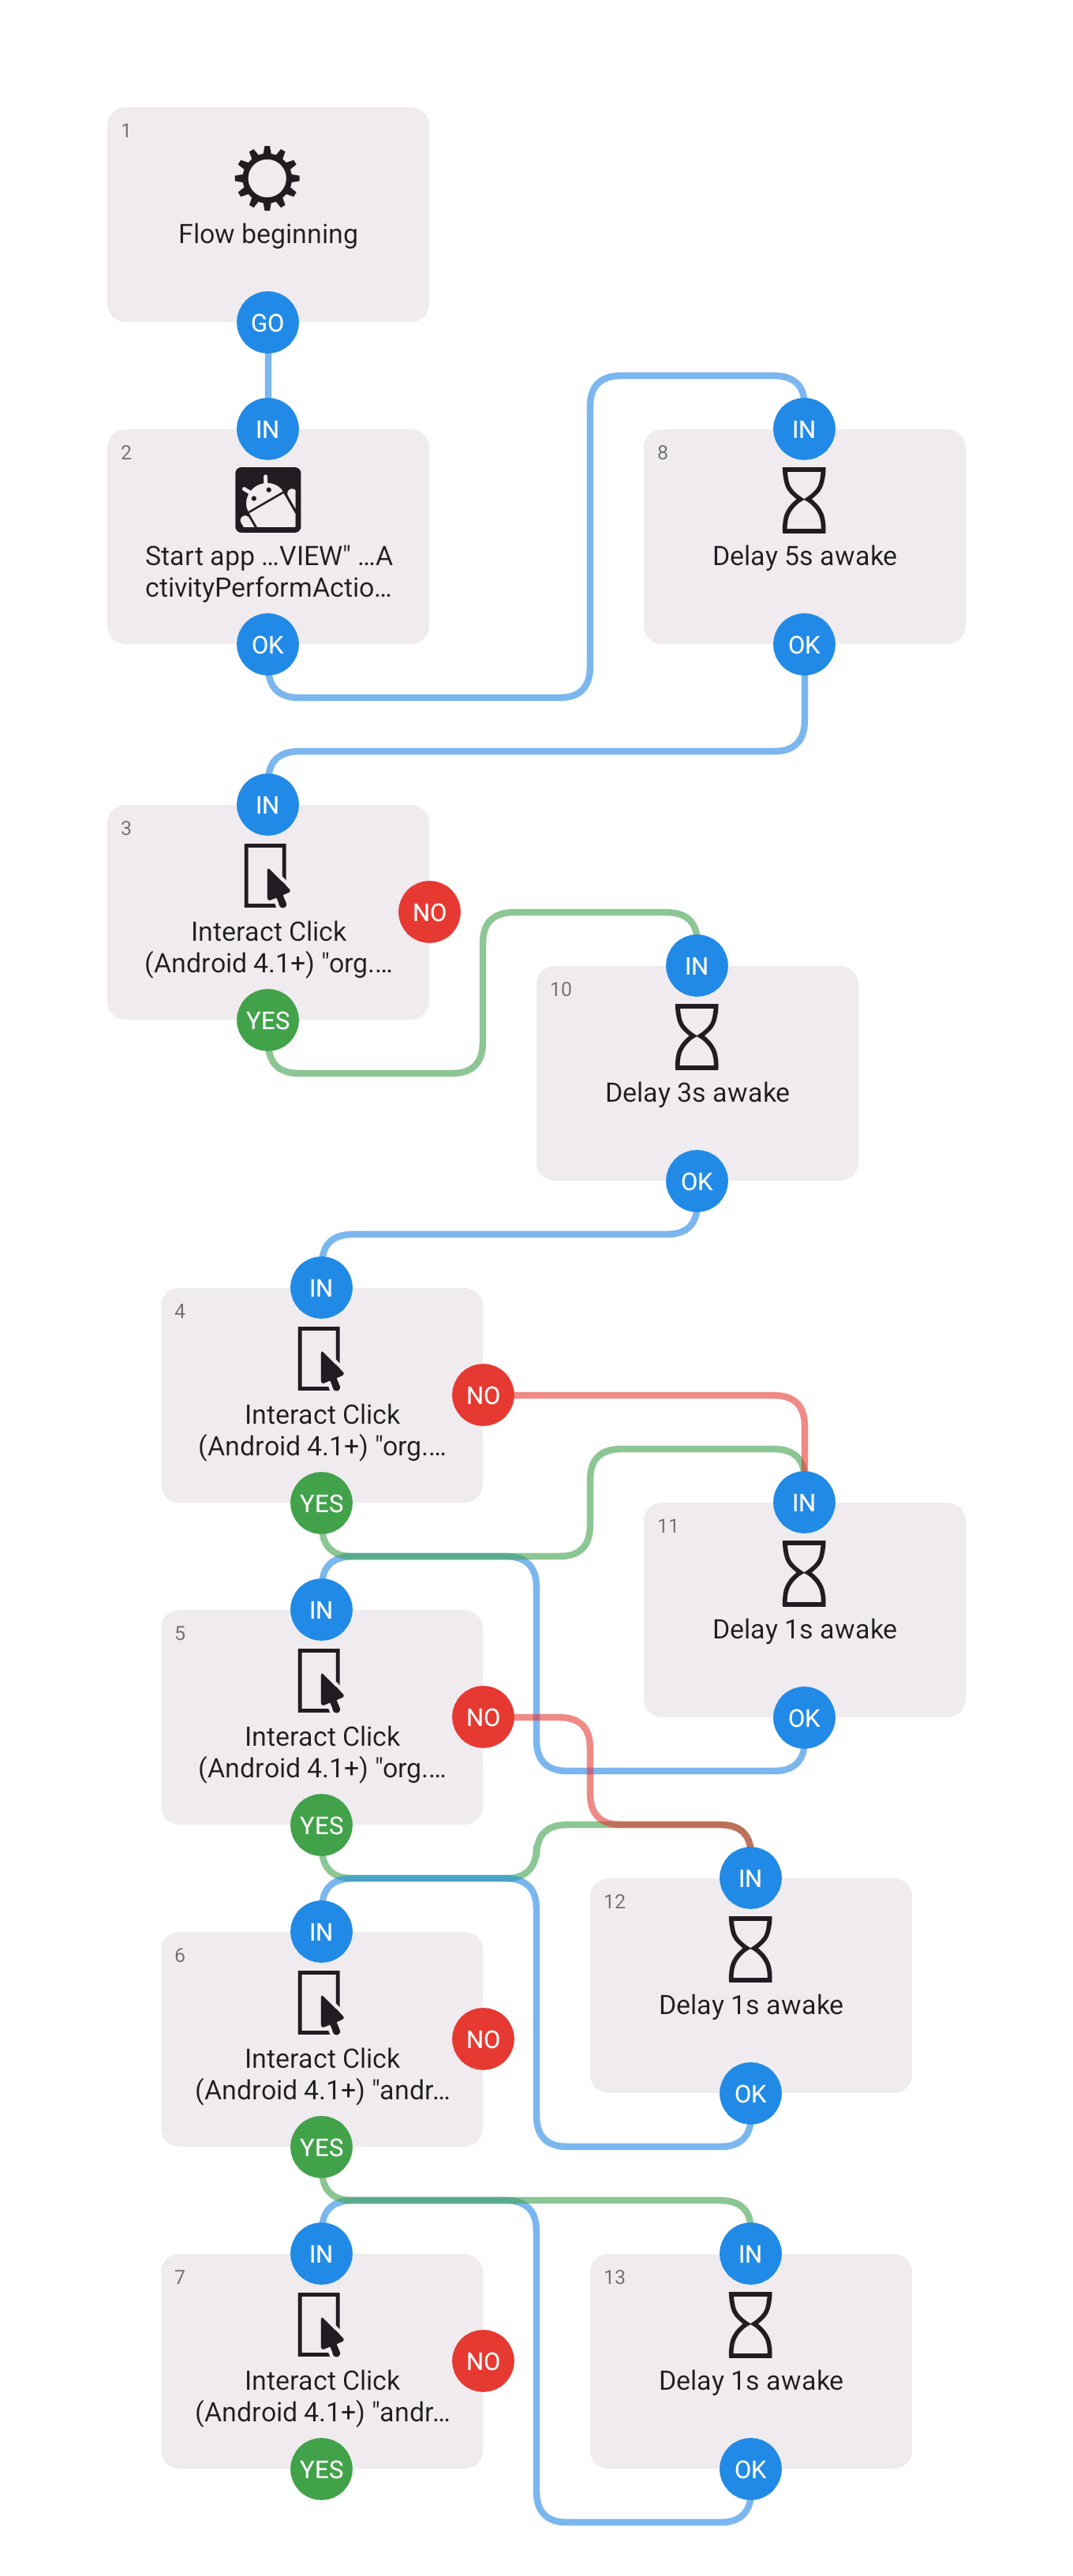 1
Flow beginning
GO
IN
2
Start app ...VIEW" ...A
ctivityPerformActio...
OK
IN
8
Delay 5s awake
OK
IN
3
Interact Click
(Android 4.1+) "org....
NO
YES
IN
10
Delay 3s awake
OK
IN
4
Interact Click
(Android 4.1+) "org....
NO
YES
IN
11
Delay 1s awake
OK
IN
5
Interact Click
(Android 4.1+) "org....
NO
YES
IN
12
Delay 1s awake
OK
IN
6
Interact Click
(Android 4.1+) "andr...
NO
YES
IN
13
Delay 1s awake
OK
IN
7
Interact Click
(Android 4.1+) "andr...
NO
YES